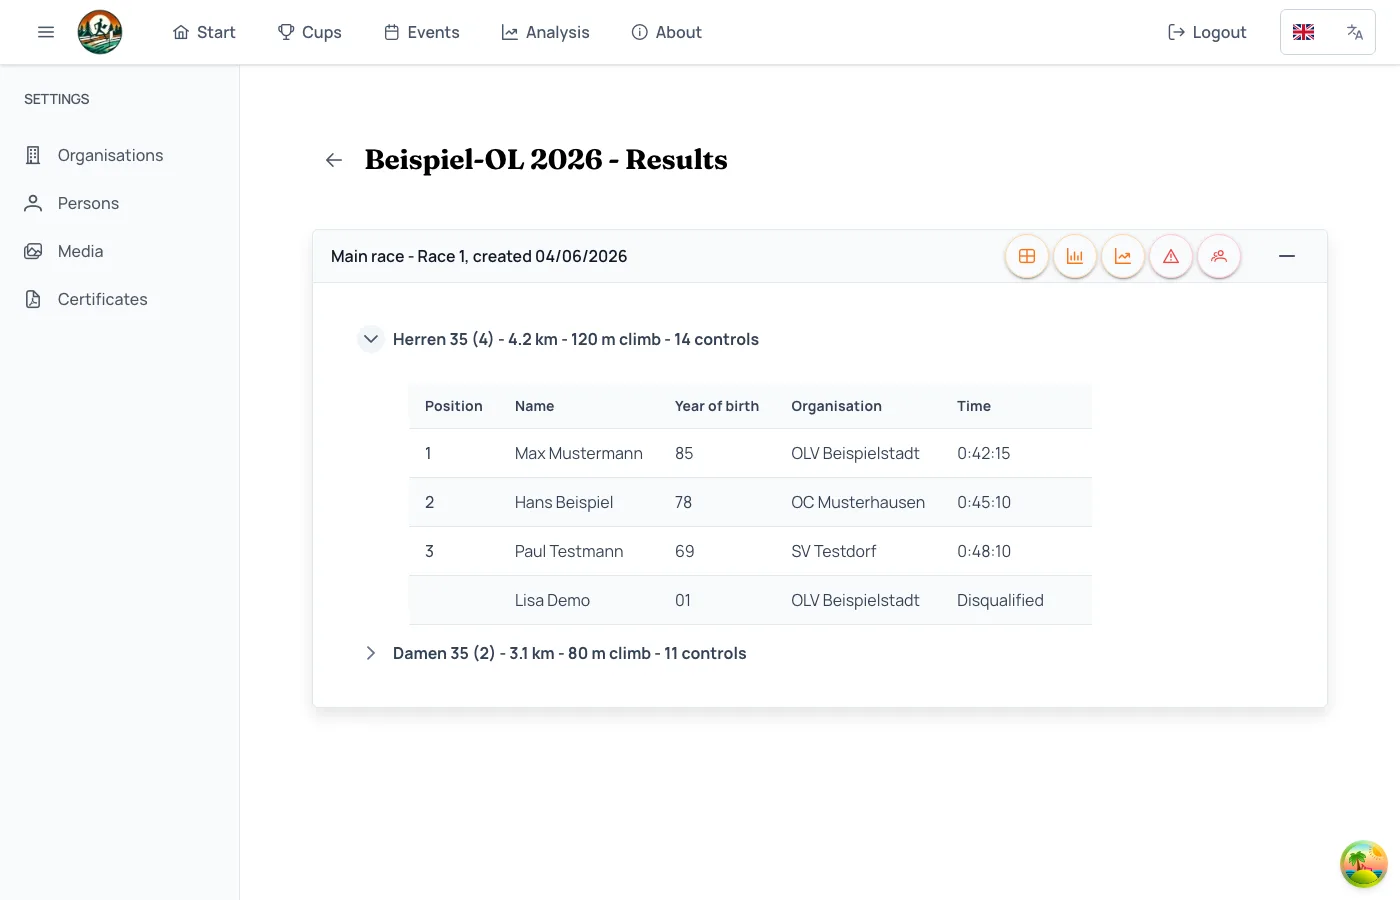 Start
Cups
Events
Analysis
About
Logout
SETTINGS
Organisations
Persons
Media
Certificates
Beispiel-OL 2026 - Results
Main race - Race 1, created 04/06/2026
Herren 35 (4) - 4.2 km - 120 m climb - 14 controls
Position Name Year of birth Organisation Time
1 Max Mustermann 85 OLV Beispielstadt 0:42:15
2 Hans Beispiel 78 OC Musterhausen 0:45:10
3 Paul Testmann 69 SV Testdorf 0:48:10
Lisa Demo 01 OLV Beispielstadt Disqualified
Damen 35 (2) - 3.1 km - 80 m climb - 11 controls